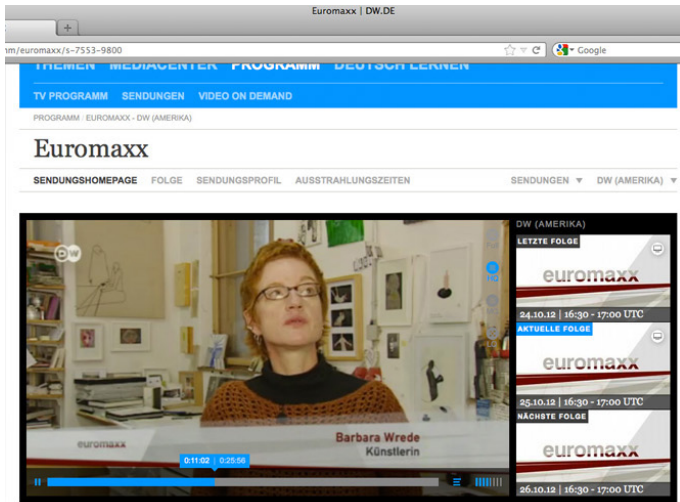 Euromaxx | DW.DE
nm/euromaxx/s-7553-9800
Google
THEMEN MEDIACENTER PROGRAMM DEUTSCH LERNEN
TV PROGRAMM SENDUNGEN VIDEO ON DEMAND
PROGRAMM / EUROMAXX - DW (AMERIKA)
Euromaxx
SENDUNGSHOMEPAGE FOLGE SENDUNGSPROFIL AUSSTRAHLUNGSZEITEN SENDUNGEN DW (AMERIKA)
DW
HQ
euromaxx
Barbara Wrede
Künstlerin
0:11:02 | 0:25:56
DW (AMERIKA)
LETZTE FOLGE
euromaxx
24.10.12 | 16:30 - 17:00 UTC
AKTUELLE FOLGE
euromaxx
25.10.12 | 16:30 - 17:00 UTC
NÄCHSTE FOLGE
euromaxx
26.10.12 | 16:30 - 17:00 UTC